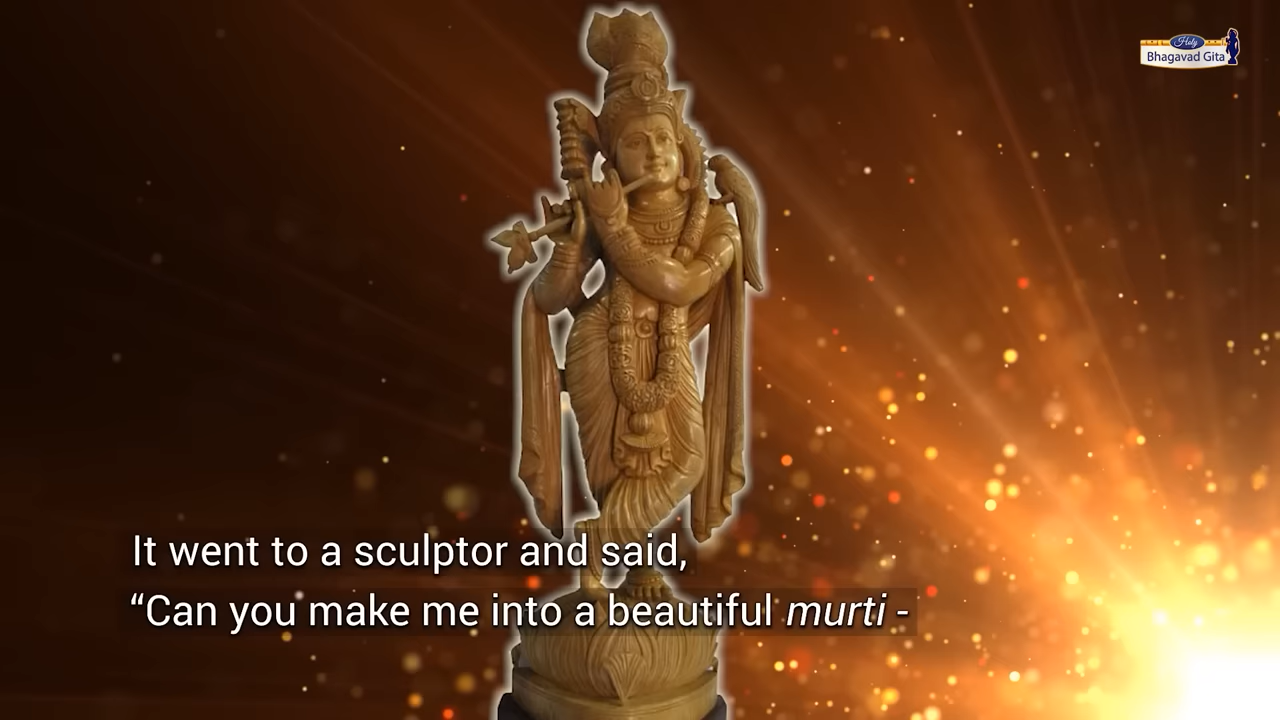 Holy
Bhagavad Gita
It went to a sculptor and said,
“Can you make me into a beautiful murti -